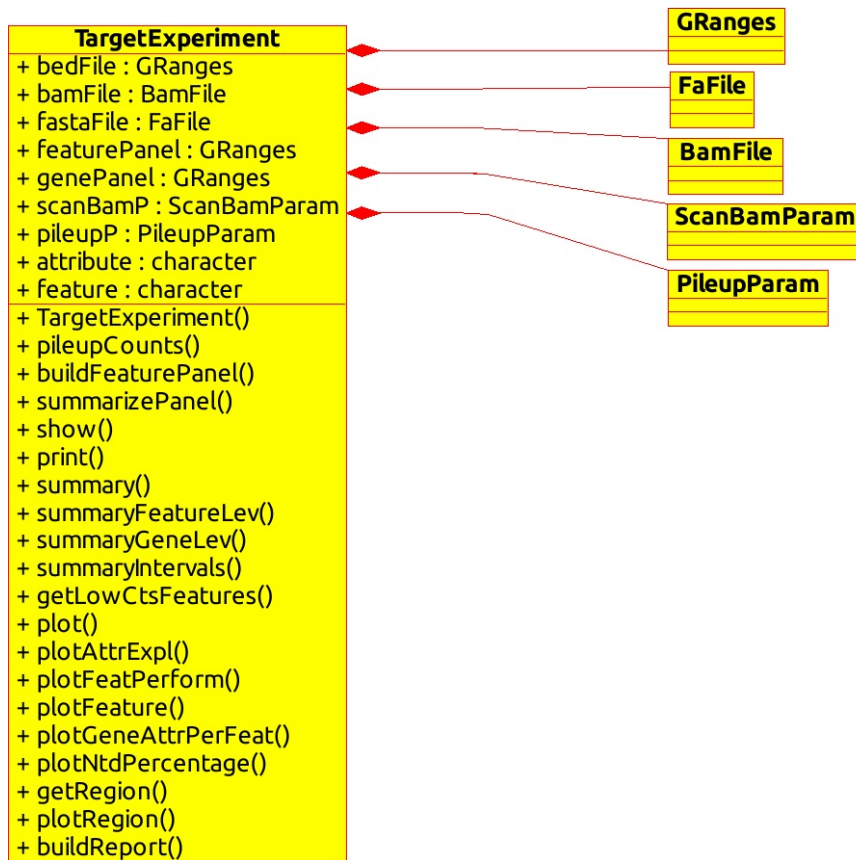 TargetExperiment
+ bedFile : GRanges
+ bamFile : BamFile
+ fastaFile : FaFile
+ featurePanel : GRanges
+ genePanel : GRanges
+ scanBamP : ScanBamParam
+ pileupP : PileupParam
+ attribute : character
+ feature : character
+ TargetExperiment()
+ pileupCounts()
+ buildFeaturePanel()
+ summarizePanel()
+ show()
+ print()
+ summary()
+ summaryFeatureLev()
+ summaryGeneLev()
+ summaryIntervals()
+ getLowCtsFeatures()
+ plot()
+ plotAttrExpl()
+ plotFeatPerform()
+ plotFeature()
+ plotGeneAttrPerFeat()
+ plotNtdPercentage()
+ getRegion()
+ plotRegion()
+ buildReport()
GRanges
FaFile
BamFile
ScanBamParam
PileupParam